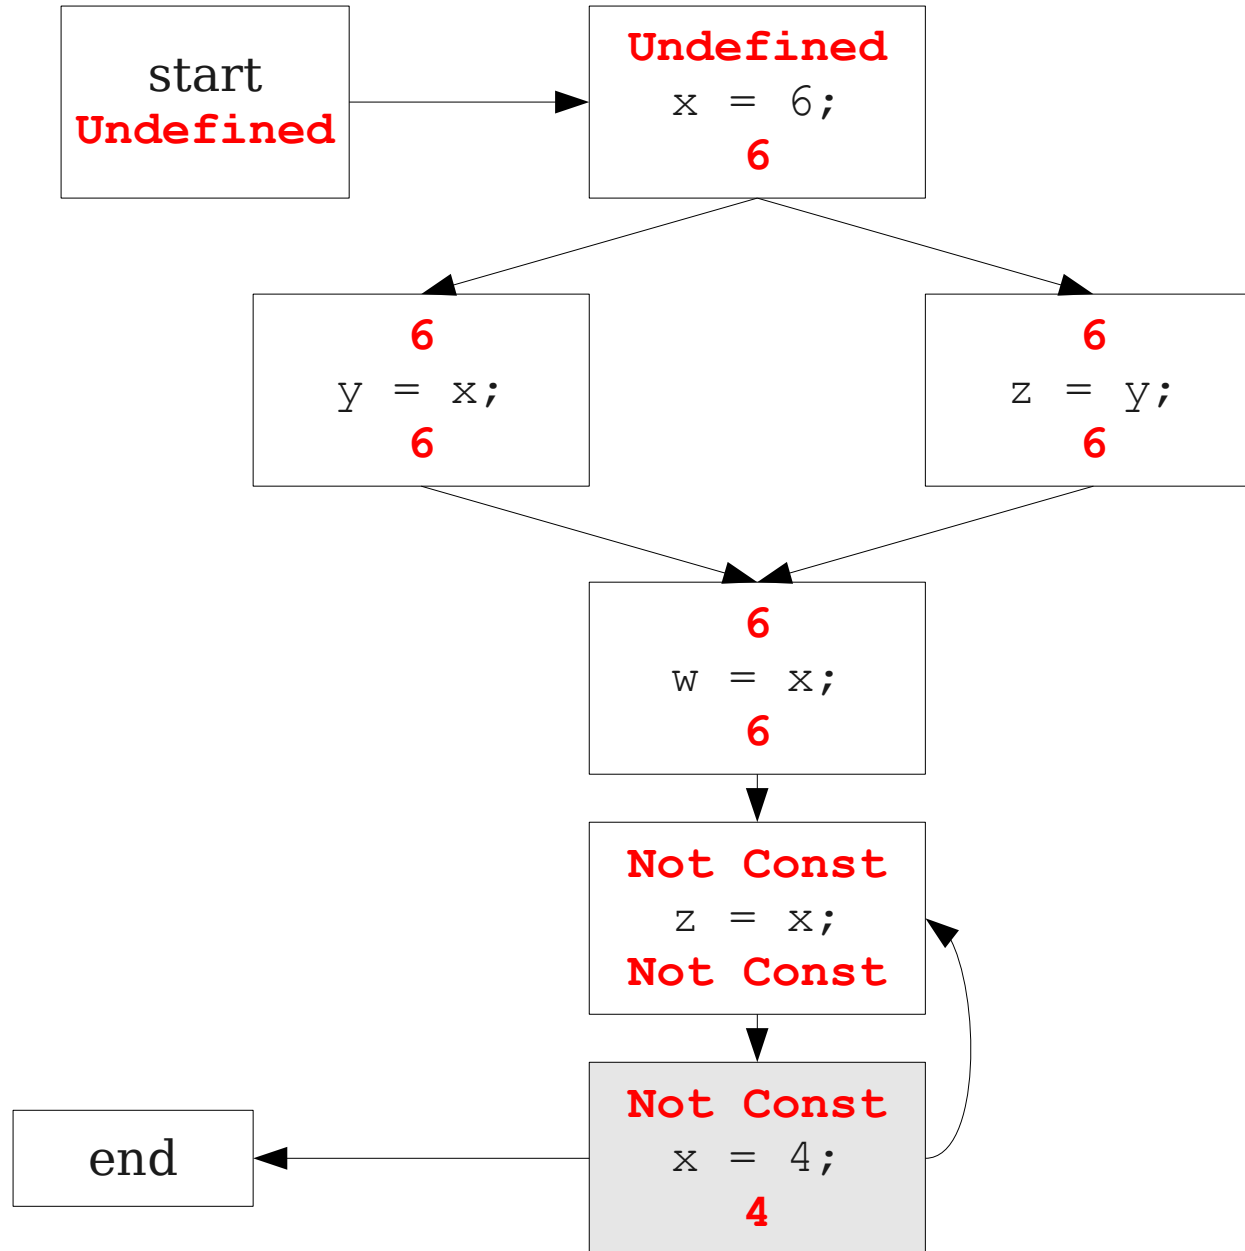 start
Undefined
Undefined
x = 6;
6
6
y = x;
6
6
z = y;
6
6
w = x;
6
Not Const
z = x;
Not Const
Not Const
x = 4;
4
end